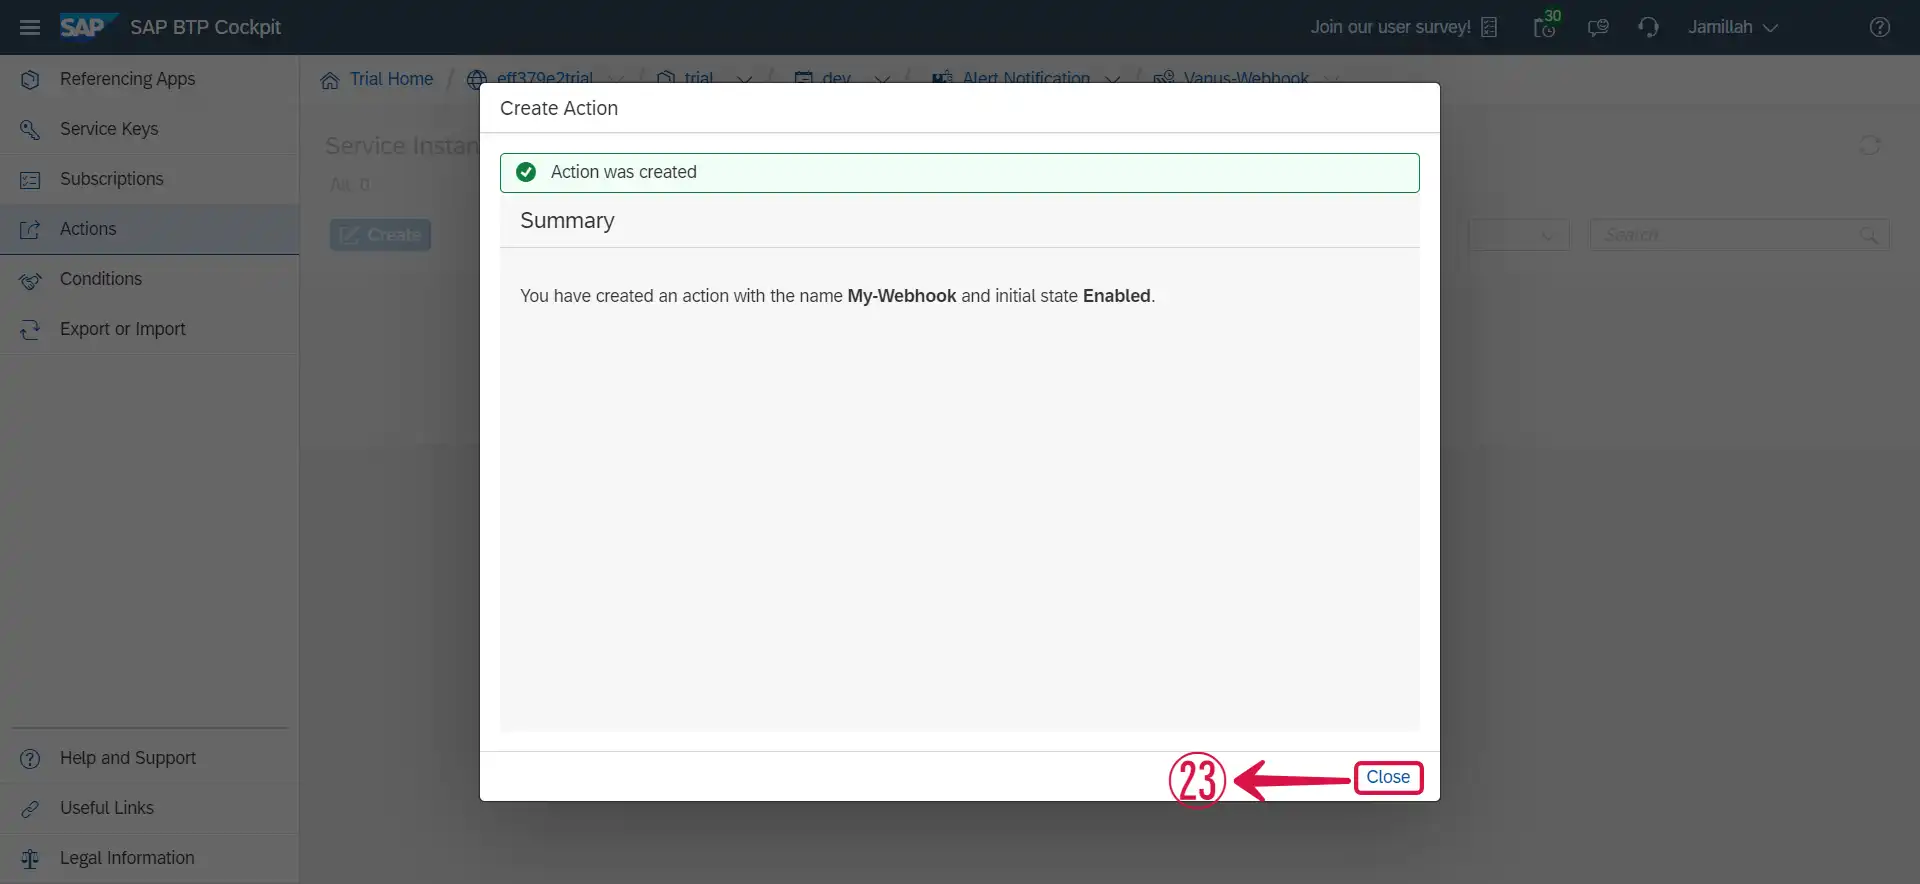 SAP SAP BTP Cockpit
Join our user survey!
30
Jamillah
Referencing Apps
Service Keys
Subscriptions
Actions
Conditions
Export or Import
Help and Support
Useful Links
Legal Information
Trial Home / eff379e2trial / trial / dev / Alert Notification / Vanus-Webhook
Service Instan
All: 0
Create
Search
Create Action
Action was created
Summary
You have created an action with the name My-Webhook and initial state Enabled.
23
Close